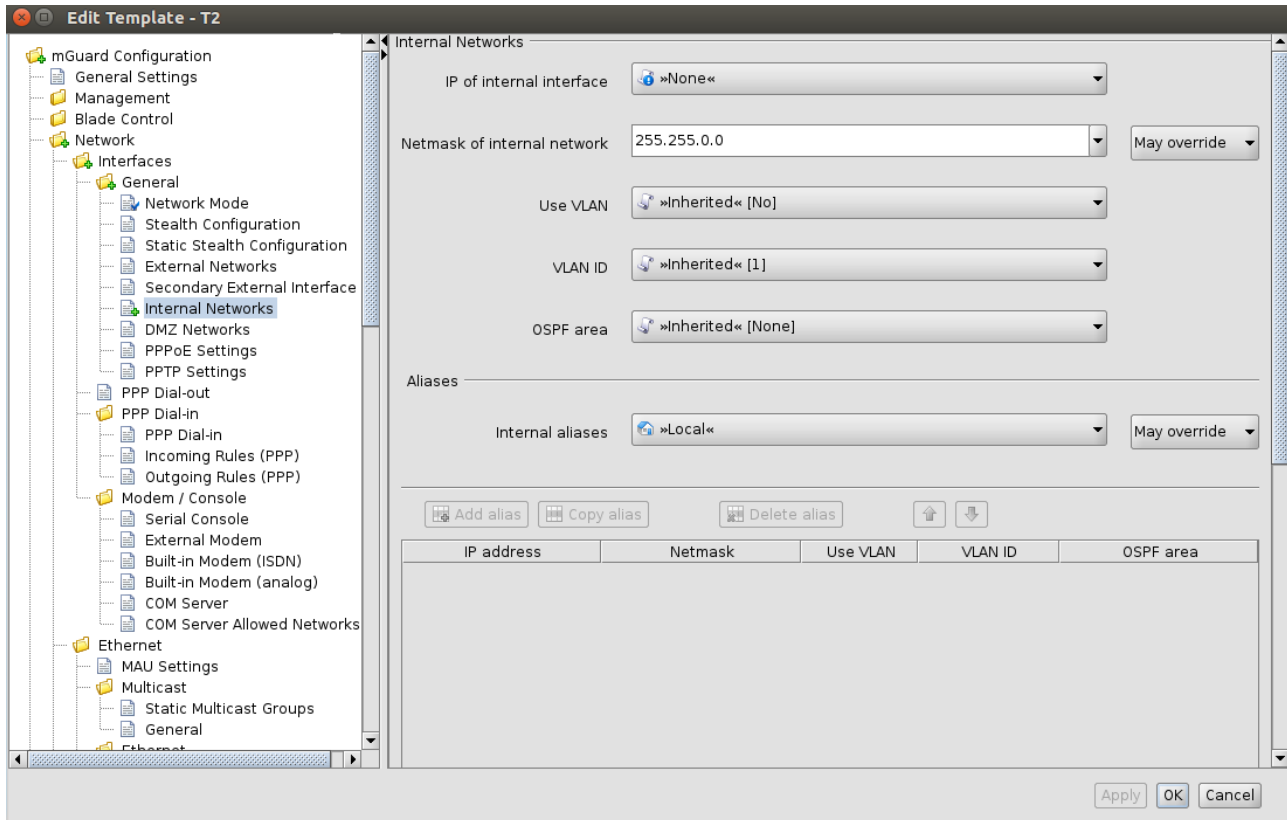 Edit Template - T2
mGuard Configuration
General Settings
Management
Blade Control
Network
Interfaces
General
Network Mode
Stealth Configuration
Static Stealth Configuration
External Networks
Secondary External Interface
Internal Networks
DMZ Networks
PPPoE Settings
PPTP Settings
PPP Dial-out
PPP Dial-in
PPP Dial-in
Incoming Rules (PPP)
Outgoing Rules (PPP)
Modem / Console
Serial Console
External Modem
Built-in Modem (ISDN)
Built-in Modem (analog)
COM Server
COM Server Allowed Networks
Ethernet
MAU Settings
Multicast
Static Multicast Groups
General
Ethernet
Internal Networks
IP of internal interface »None«
Netmask of internal network 255.255.0.0 May override
Use VLAN »Inherited« [No]
VLAN ID »Inherited« [1]
OSPF area »Inherited« [None]
Aliases
Internal aliases »Local« May override
Add alias Copy alias Delete alias
IP address Netmask Use VLAN VLAN ID OSPF area
Apply OK Cancel